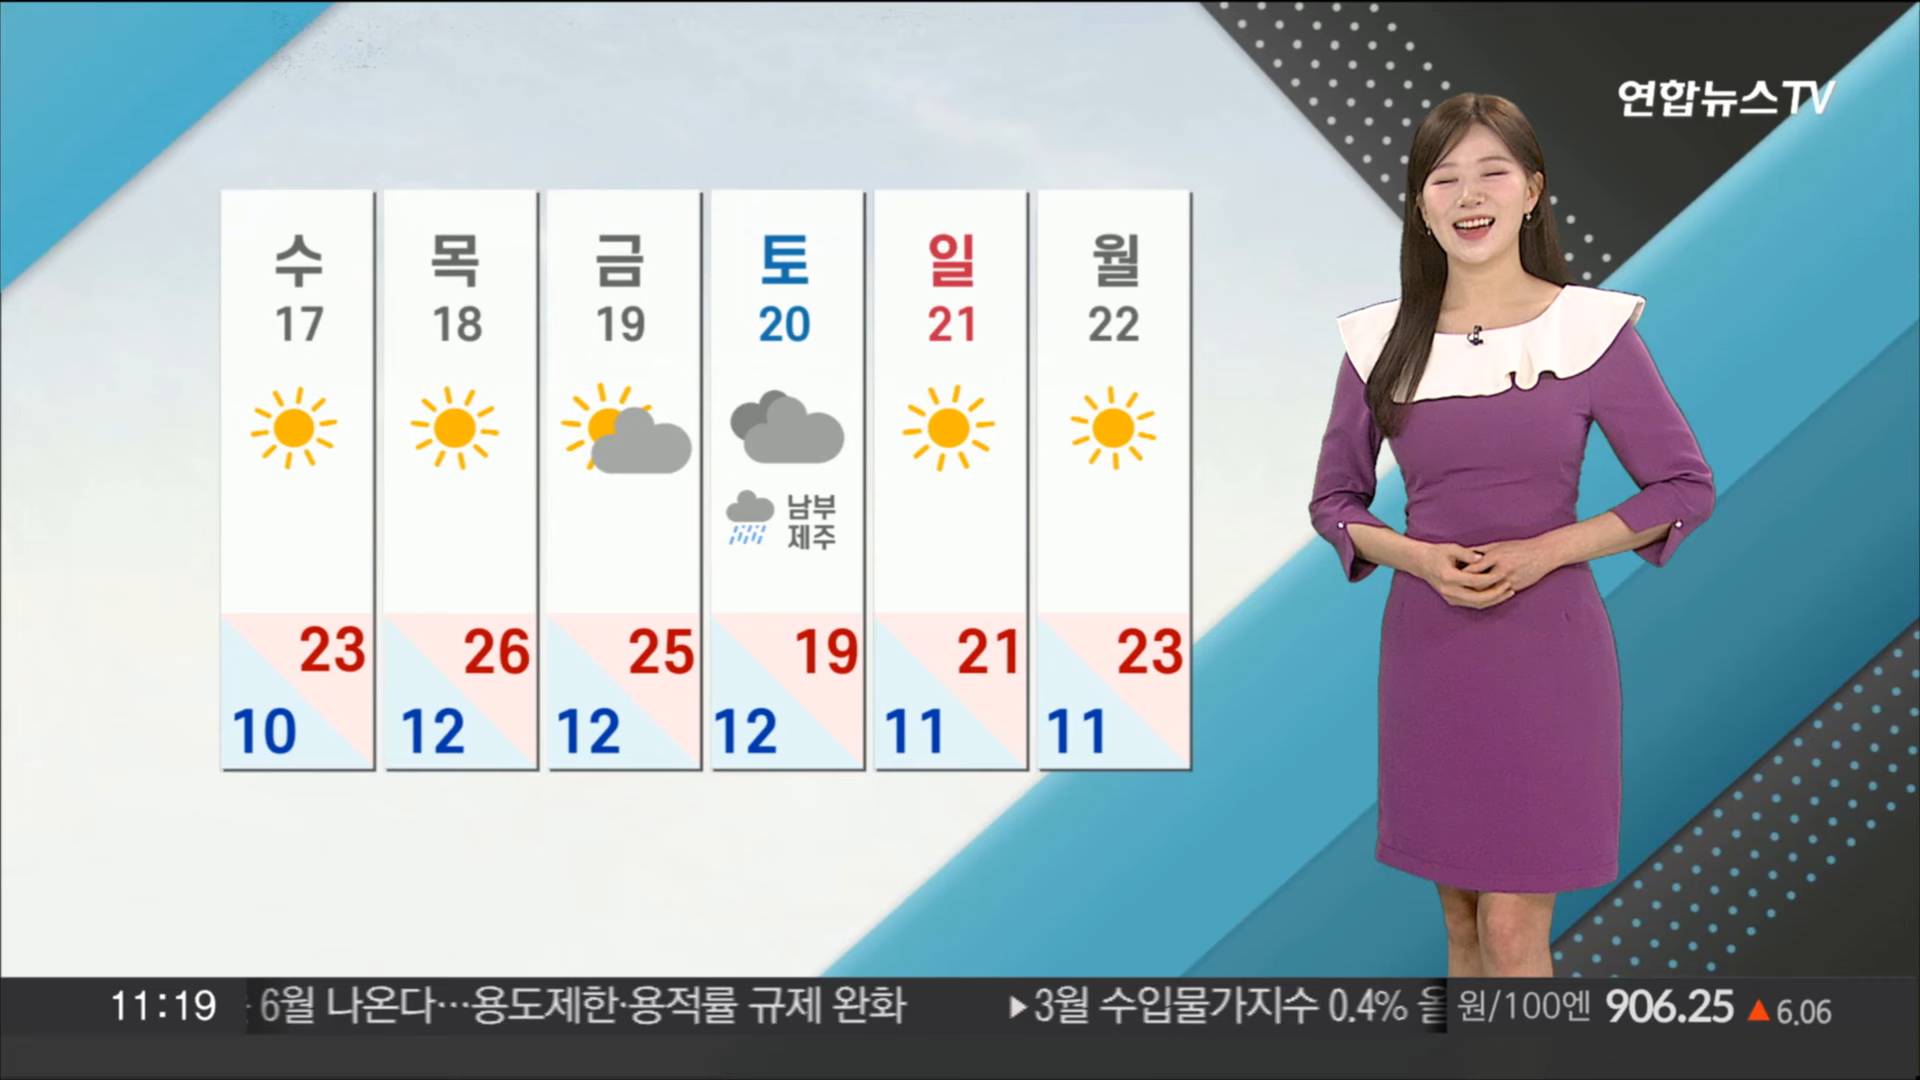 연합뉴스TV
수 목 금 토 일 월
17 18 19 20 21 22
남부
제주
23 26 25 19 21 23
10 12 12 12 11 11
11:19 6월 나온다…용도제한·용적률 규제 완화 ▶3월 수입물가지수 0.4% 원/100엔 906.25 ▲6.06